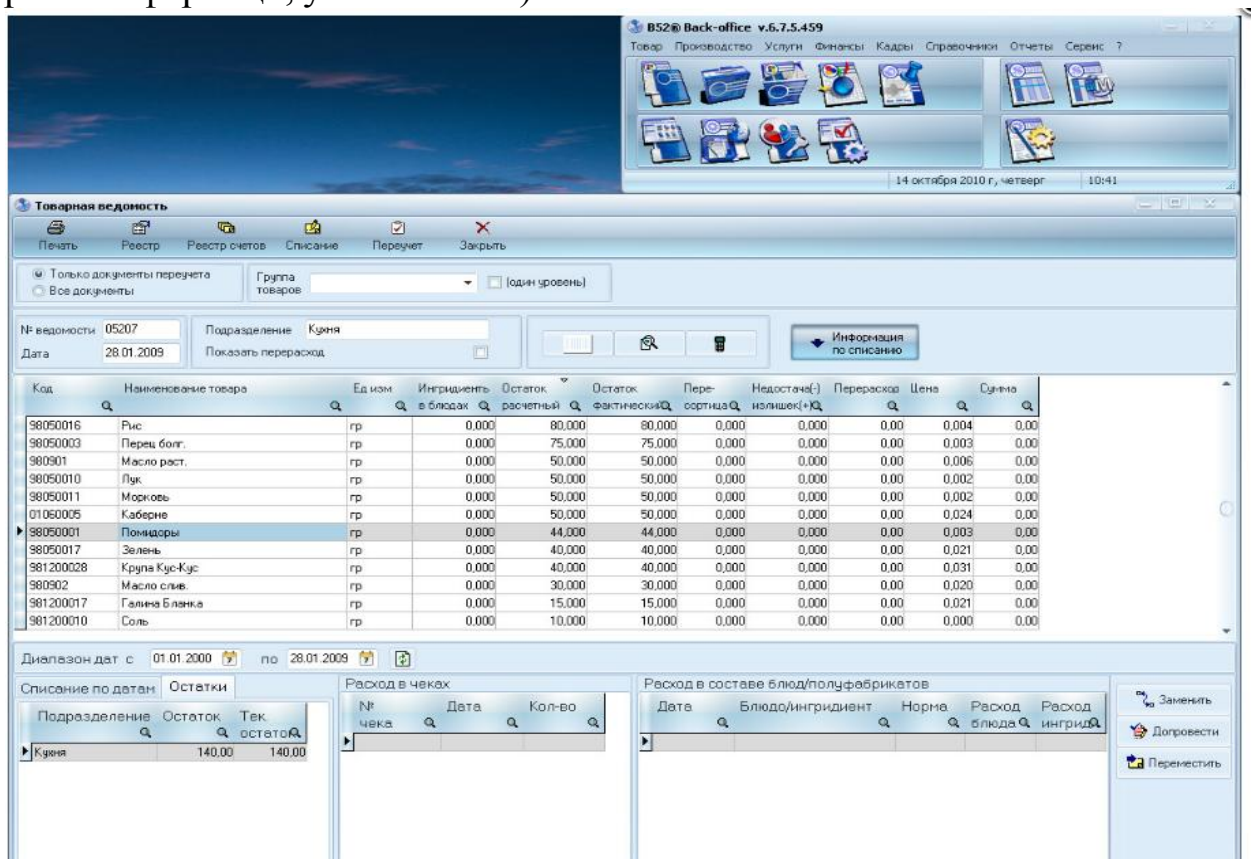 B52® Back-office v.6.7.5.459
Товар Производство Услуги Финансы Кадры Справочники Отчеты Сервис ?
14 октября 2010 г, четверг 10:41
Товарная ведомость
Печать Реестр Реестр счетов Списание Переучет Закрыть
Только документы переучета
Все документы
Группа товаров
(один уровень)
№ ведомости 05207 Подразделение Кухня
Дата 28.01.2009 Показать перерасход
Информация по списанию
Код Наименование товара Ед изм Ингридиенть в блюдах Остаток расчетный Остаток фактический Пере-сортица Недостача(-) излишек(+) Перерасход Цена Сумма
98050016 Рис гр 0,000 80,000 80,000 0,000 0,000 0,00 0,004 0,00
98050003 Перец болг. гр 0,000 75,000 75,000 0,000 0,000 0,00 0,003 0,00
980901 Масло раст. гр 0,000 50,000 50,000 0,000 0,000 0,00 0,006 0,00
98050010 Лук гр 0,000 50,000 50,000 0,000 0,000 0,00 0,002 0,00
98050011 Морковь гр 0,000 50,000 50,000 0,000 0,000 0,00 0,002 0,00
01060005 Каберне гр 0,000 50,000 50,000 0,000 0,000 0,00 0,024 0,00
98050001 Помидоры гр 0,000 44,000 44,000 0,000 0,000 0,00 0,003 0,00
98050017 Зелень гр 0,000 40,000 40,000 0,000 0,000 0,00 0,021 0,00
981200028 Крупа Кус-Кус гр 0,000 40,000 40,000 0,000 0,000 0,00 0,031 0,00
980902 Масло слив. гр 0,000 30,000 30,000 0,000 0,000 0,00 0,020 0,00
981200017 Галина Бланка гр 0,000 15,000 15,000 0,000 0,000 0,00 0,021 0,00
981200010 Соль гр 0,000 10,000 10,000 0,000 0,000 0,00 0,000 0,00
Диапазон дат с 01.01.2000 по 28.01.2009
Списание по датам Остатки
Подразделение Остаток Тек. остаток
Кухня 140.00 140.00
Расход в чеках
№ чека Дата Кол-во
Расход в составе блюд/полуфабрикатов
Дата Блюдо/ингридиент Норма Расход блюда Расход ингрид
Заменить
Допровести
Переместить